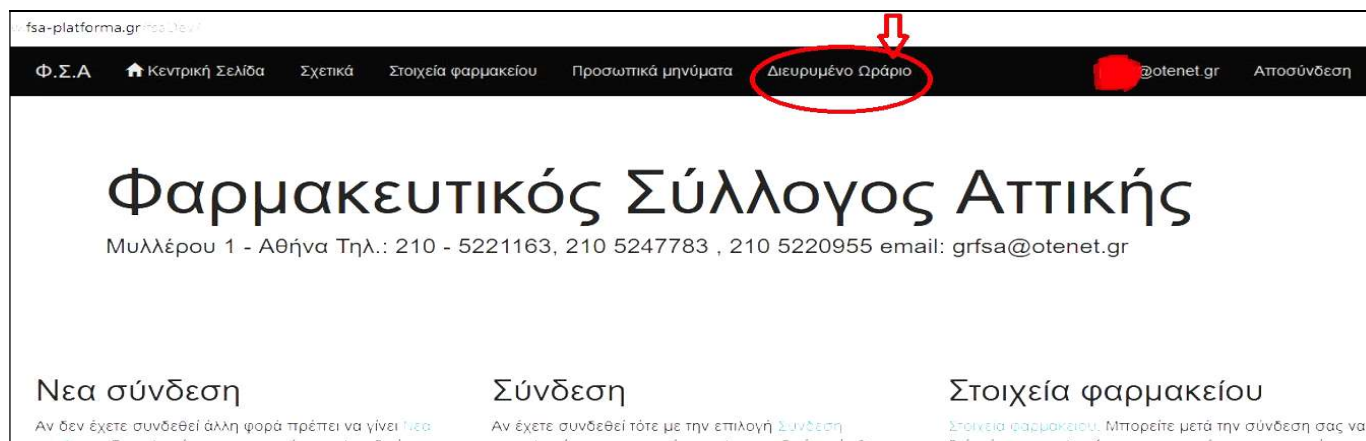 fsa-platforma.gr
Φ.Σ.Α Κεντρική Σελίδα Σχετικά Στοιχεία φαρμακείου Προσωπικά μηνύματα Διευρυμένο Ωράριο @otenet.gr Αποσύνδεση
Φαρμακευτικός Σύλλογος Αττικής
Μυλλέρου 1 - Αθήνα Τηλ.: 210 - 5221163, 210 5247783 , 210 5220955 email: grfsa@otenet.gr
Νεα σύνδεση
Αν δεν έχετε συνδεθεί άλλη φορά πρέπει να γίνει Νεα
Σύνδεση
Αν έχετε συνδεθεί τότε με την επιλογή Σύνδεση
Στοιχεία φαρμακείου
Στοιχεία φαρμακείου. Μπορείτε μετά την σύνδεση σας να